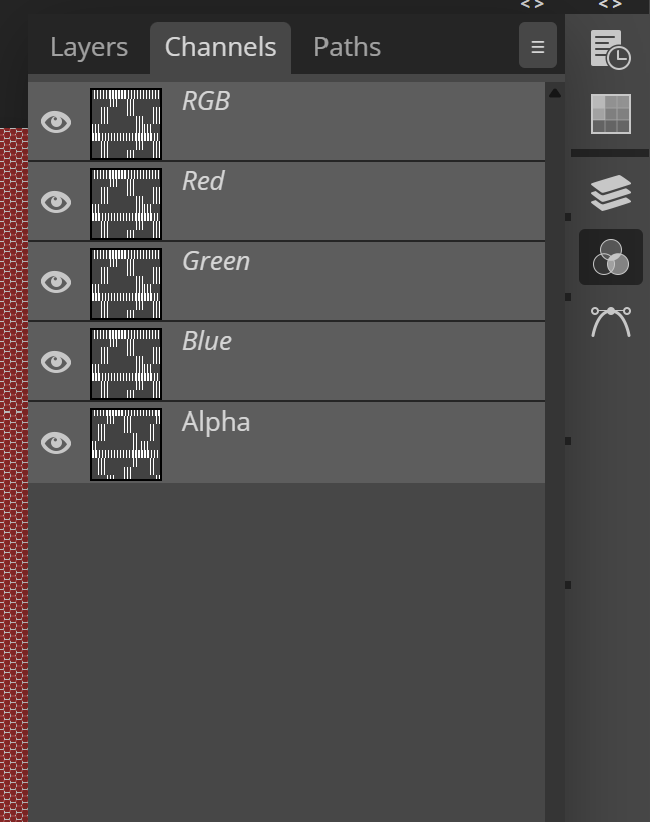 Layers Channels Paths
RGB
Red
Green
Blue
Alpha